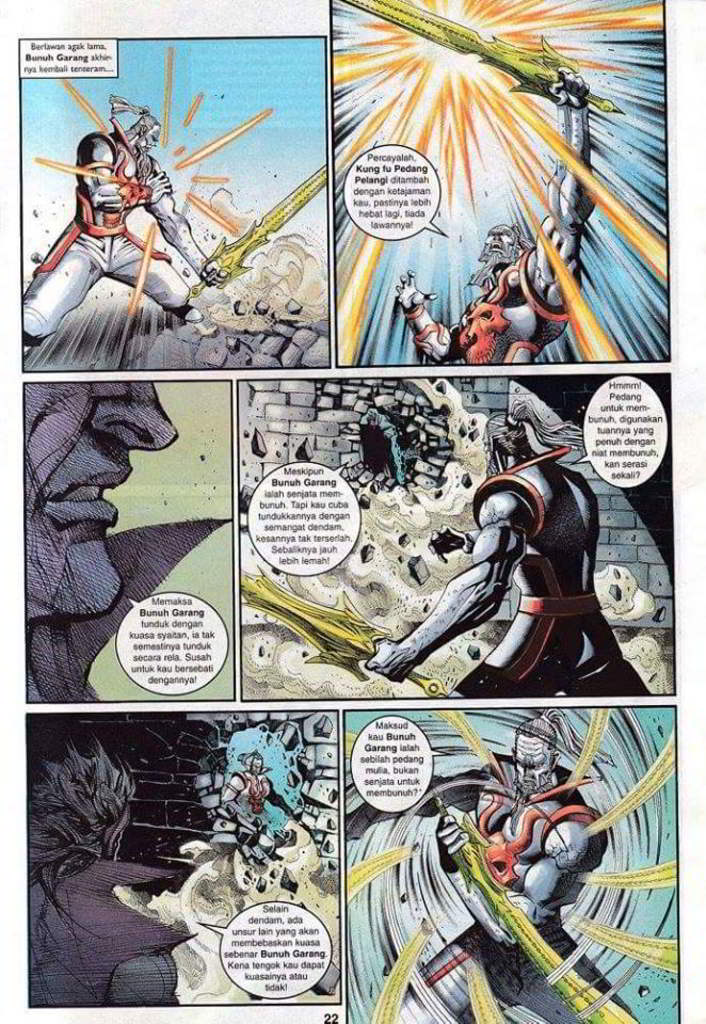 Berlawan agak lama,
Bunuh Garang akhir-
nya kembali tenteram...
Percayalah,
Kung fu Pedang
Pelangi ditambah
dengan ketajaman
kau, pastinya lebih
hebat lagi, tiada
lawannya!
Memaksa
Bunuh Garang
tunduk dengan
kuasa syaitan, ia tak
semestinya tunduk
secara rela. Susah
untuk kau bersebati
dengannya!
Hmmm!
Pedang
untuk mem-
bunuh, digunakan
tuannya yang
penuh dengan
niat membunuh,
kan serasi
sekali?
Meskipun
Bunuh Garang
ialah senjata mem-
bunuh. Tapi kau cuba
tundukkannya dengan
semangat dendam,
kesannya tak terserlah.
Sebaliknya jauh
lebih lemah!
Selain
dendam, ada
unsur lain yang akan
membebaskan kuasa
sebenar Bunuh Garang.
Kena tengok kau dapat
kuasainya atau
tidak!
Maksud
kau Bunuh
Garang ialah
sebilah pedang
mulia, bukan
senjata untuk
membunuh?
22